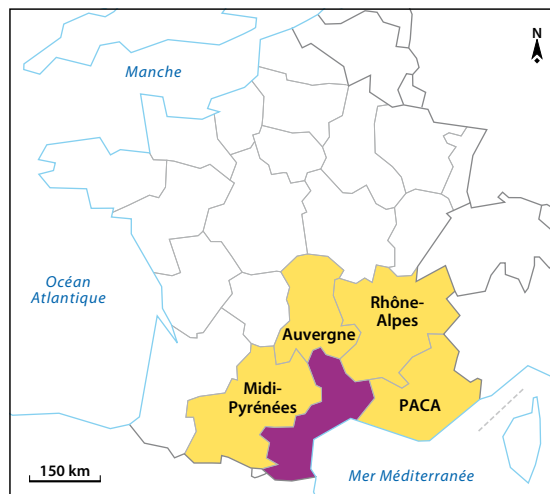 N
Manche
Océan
Atlantique
Rhône-
Alpes
Auvergne
Midi-
Pyrénées
PACA
150 km
Mer Méditerranée